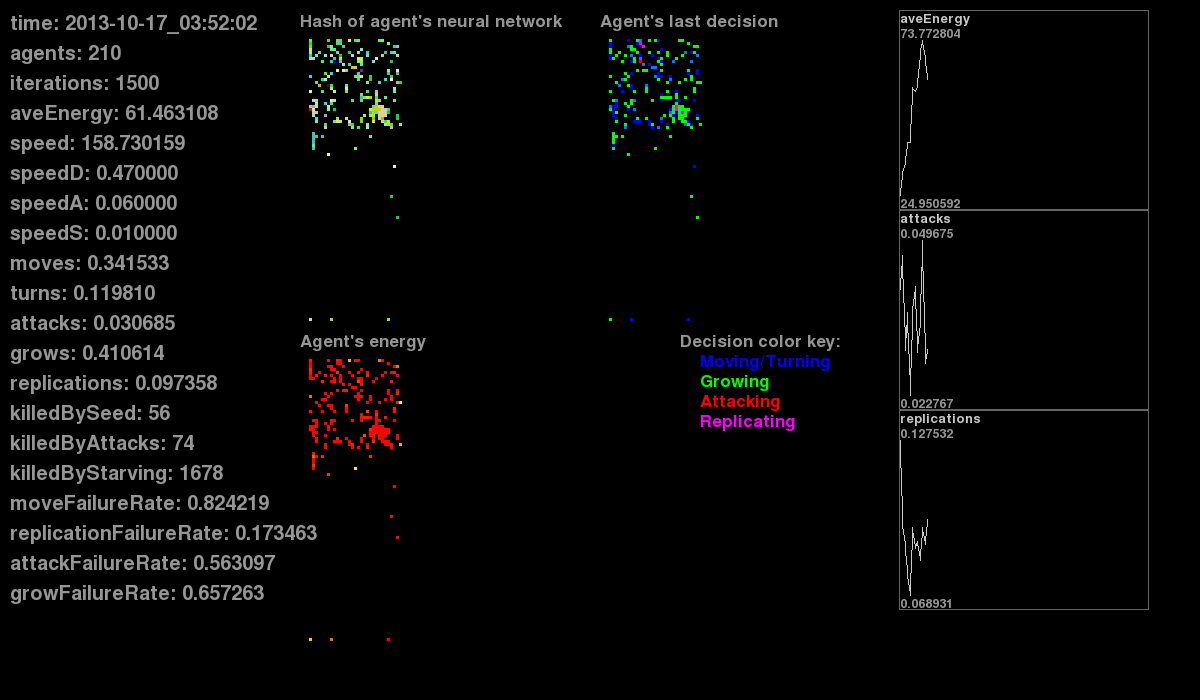 time: 2013-10-17_03:52:02
agents: 210
iterations: 1500
aveEnergy: 61.463108
speed: 158.730159
speedD: 0.470000
speedA: 0.060000
speedS: 0.010000
moves: 0.341533
turns: 0.119810
attacks: 0.030685
grows: 0.410614
replications: 0.097358
killedBySeed: 56
killedByAttacks: 74
killedByStarving: 1678
moveFailureRate: 0.824219
replicationFailureRate: 0.173463
attackFailureRate: 0.563097
growFailureRate: 0.657263
Hash of agent's neural network
Agent's last decision
Agent's energy
Decision color key:
Moving/Turning
Growing
Attacking
Replicating
aveEnergy
73.772804
24.950592
attacks
0.049675
0.022767
replications
0.127532
0.068931